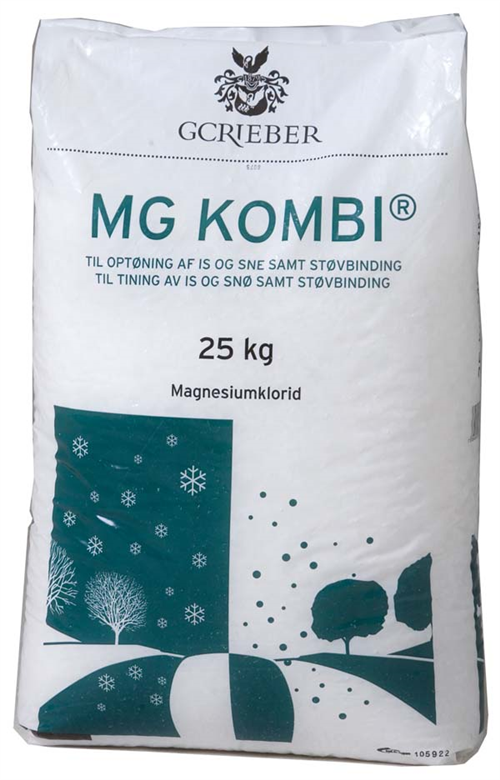 GCRIEBER
MG KOMBI®
TIL OPTØNING AF IS OG SNE SAMT STØVBINDING
TIL TINING AV IS OG SNØ SAMT STØVBINDING
25 kg
Magnesiumklorid
105922